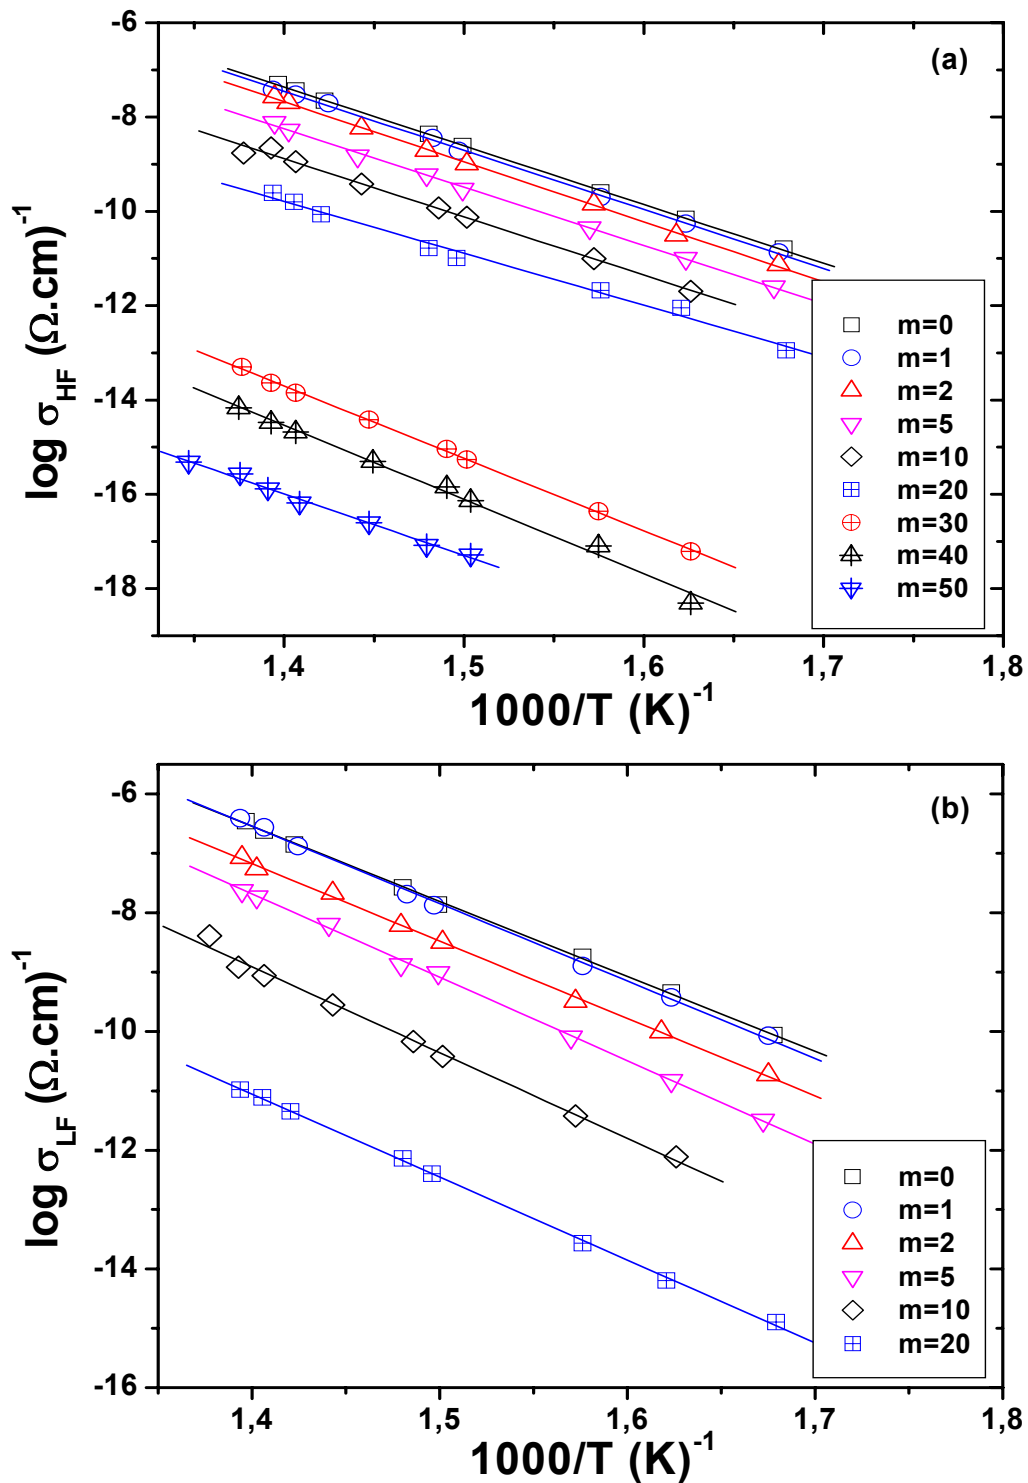 (a)
log σHF (Ω.cm)-1
-6
-8
-10
-12
-14
-16
-18
m=0
m=1
m=2
m=5
m=10
m=20
m=30
m=40
m=50
1,4
1,5
1,6
1,7
1,8
1000/T (K)-1
(b)
log σLF (Ω.cm)-1
-6
-8
-10
-12
-14
-16
m=0
m=1
m=2
m=5
m=10
m=20
1,4
1,5
1,6
1,7
1,8
1000/T (K)-1